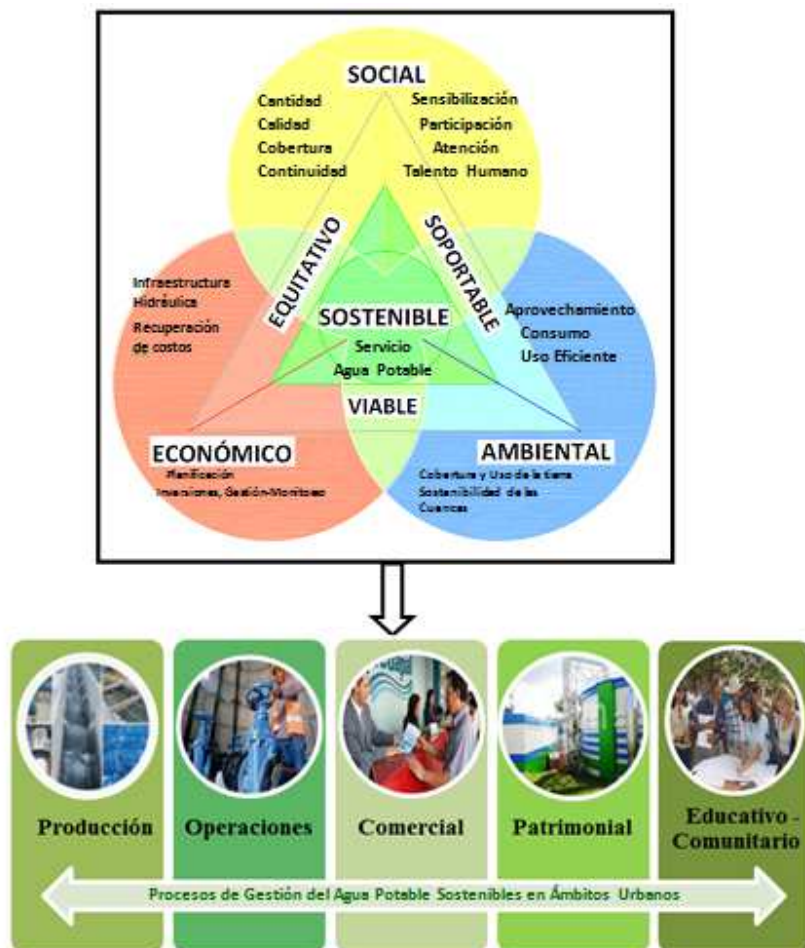 SOCIAL
Cantidad
Calidad
Cobertura
Continuidad
Sensibilización
Participación
Atención
Talento Humano
EQUITATIVO
SOPORTABLE
Infraestructura
Hidráulica
Recuperación
de costos
SOSTENIBLE
Servicio
Agua Potable
Aprovechamiento
Consumo
Uso Eficiente
VIABLE
ECONÓMICO
Planificación
Inversiones, Gestión-Monitoreo
AMBIENTAL
Cobertura y Uso de la tierra
Sostenibilidad de las
Cuencas
Producción
Operaciones
Comercial
Patrimonial
Educativo -
Comunitario
Procesos de Gestión del Agua Potable Sostenibles en Ámbitos Urbanos